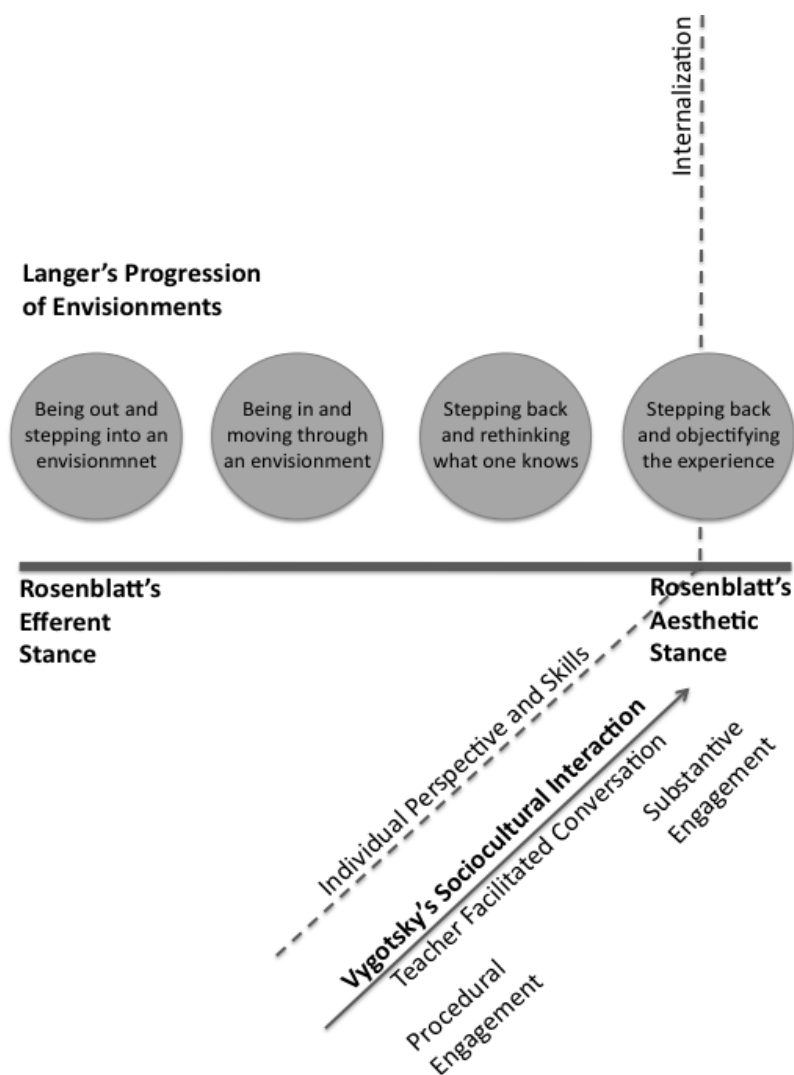 Internalization
Langer's Progression
of Envisionments
Being out and
stepping into an
envisionmnet
Being in and
moving through
an envisionment
Stepping back
and rethinking
what one knows
Stepping back
and objectifying
the experience
Rosenblatt's
Efferent
Stance
Rosenblatt's
Aesthetic
Stance
Individual Perspective and Skills
Vygotsky's Sociocultural Interaction
Teacher Facilitated Conversation
Substantive
Engagement
Procedural
Engagement